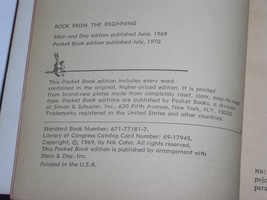 ROCK FROM THE BEGINNING
Stein and Day edition published June, 1969
Pocket Book edition published July, 1970
This Pocket Book edition includes every word
contained in the original, higher-priced edition. It is printed
from brand-new plates made from completely reset, clear, easy-to-read
type. Pocket Book editions are published by Pocket Books, a division
of Simon & Schuster, Inc., 630 Fifth Avenue, New York, N.Y. 10020.
Trademarks registered in the United States and other countries.
Standard Book Number: 671-77181-7.
Library of Congress Catalog Card Number: 69-17945.
Copyright, ©, 1969, by Nik Cohn. All rights reserved.
This Pocket Book edition is published by arrangement with
Stein & Day, Inc.
Printed in the U.S.A.